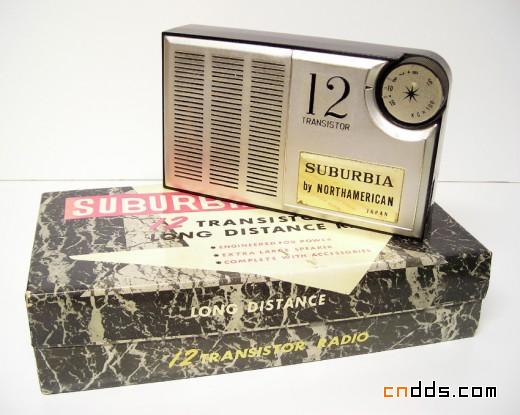 12
TRANSISTOR
SUBURBIA
by NORTHAMERICAN
JAPAN
SUBURBIA
12 TRANSISTOR
LONG DISTANCE
• ENGINEERED FOR POWER
• EXTRA LARGE SPEAKER
• COMPLETE WITH ACCESSORIES
LONG DISTANCE
12 TRANSISTOR RADIO
cndds.com